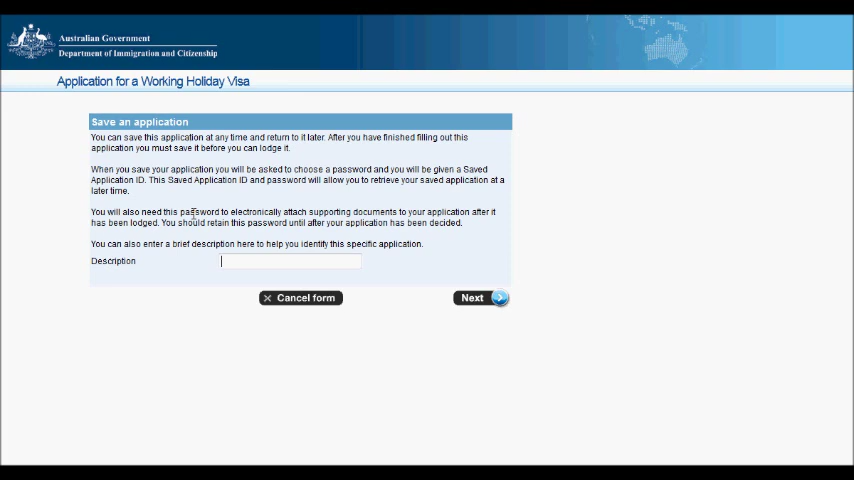 Australian Government
Department of Immigration and Citizenship
Application for a Working Holiday Visa
Save an application
You can save this application at any time and return to it later. After you have finished filling out this
application you must save it before you can lodge it.
When you save your application you will be asked to choose a password and you will be given a Saved
Application ID. This Saved Application ID and password will allow you to retrieve your saved application at a
later time.
You will also need this password to electronically attach supporting documents to your application after it
has been lodged. You should retain this password until after your application has been decided.
You can also enter a brief description here to help you identify this specific application.
Description
Cancel form
Next